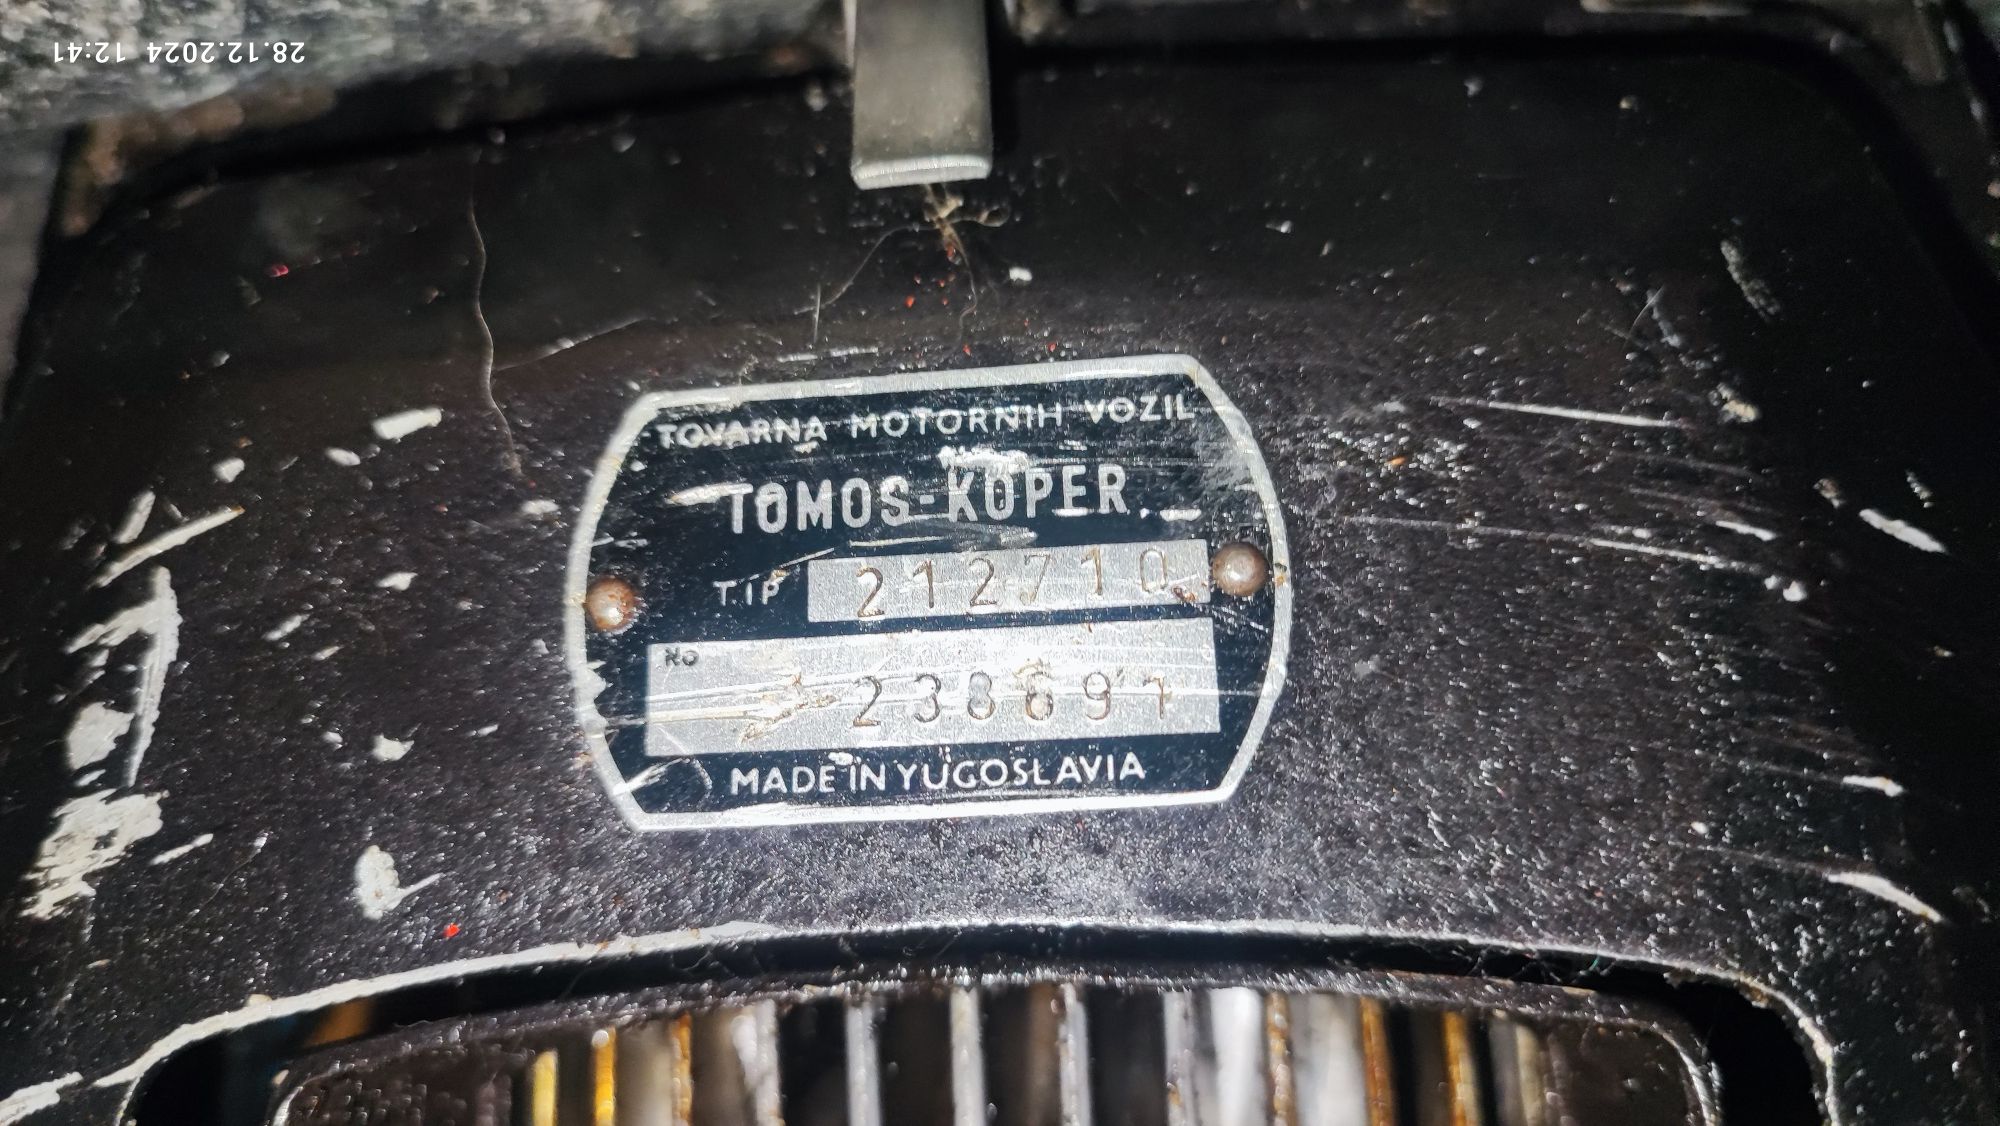 28.12.2024 12:41
TOVARNA MOTORNIH VOZIL
TOMOS-KOPER
TIP 212710
No
238697
MADE IN YUGOSLAVIA